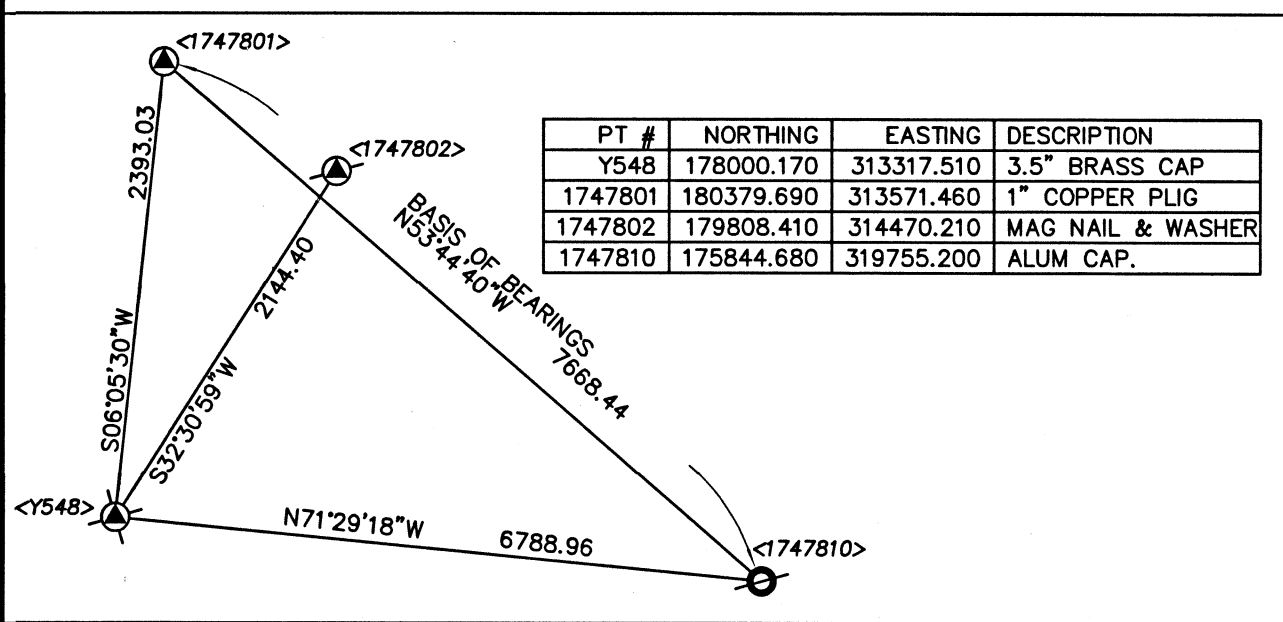 <1747801>
2393.03
S06°05'30"W
<1747802>
2144.40
S32°30'59"W
BASIS OF BEARINGS
N53°44'40"W
7668.44
<Y548>
N71°29'18"W
6788.96
<1747810>
PT # NORTHING EASTING DESCRIPTION
Y548 178000.170 313317.510 3.5" BRASS CAP
1747801 180379.690 313571.460 1" COPPER PLIG
1747802 179808.410 314470.210 MAG NAIL & WASHER
1747810 175844.680 319755.200 ALUM CAP.